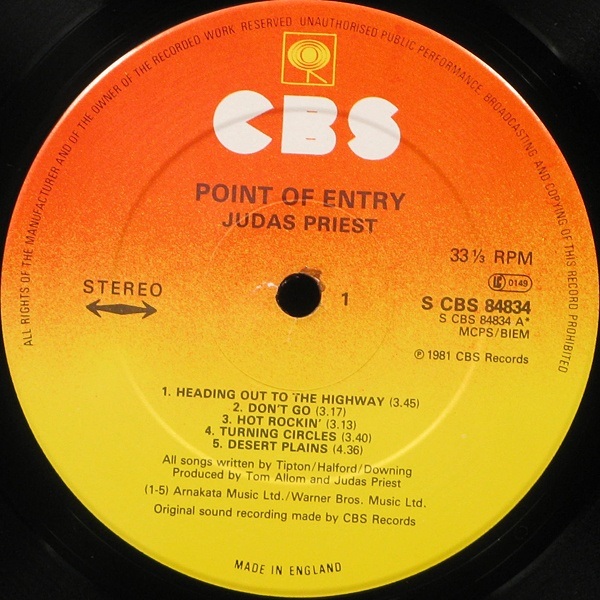 ALL RIGHTS OF THE MANUFACTURER AND OF THE OWNER OF THE RECORDED WORK RESERVED UNAUTHORISED PUBLIC PERFORMANCE BROADCASTING AND COPYING OF THIS RECORD PROHIBITED
CBS
POINT OF ENTRY
JUDAS PRIEST
33 ⅓ RPM
0149
STEREO
1
S CBS 84834
S CBS 84834 A*
MCPS/BIEM
℗ 1981 CBS Records
1. HEADING OUT TO THE HIGHWAY (3.45)
2. DON'T GO (3.17)
3. HOT ROCKIN' (3.13)
4. TURNING CIRCLES (3.40)
5. DESERT PLAINS (4.36)
All songs written by Tipton/Halford/Downing
Produced by Tom Allom and Judas Priest
(1-5) Arnakata Music Ltd./Warner Bros. Music Ltd.
Original sound recording made by CBS Records
MADE IN ENGLAND